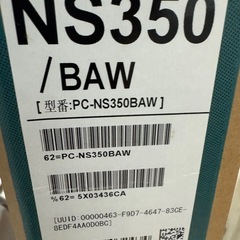 NS350
/BAW
[型番:PC-NS350BAW]
62=PC-NS350BAW
%62= 5X03436CA
[UUID:00000463-F9D7-4647-83CE-
8EDF4AA0D0BC]